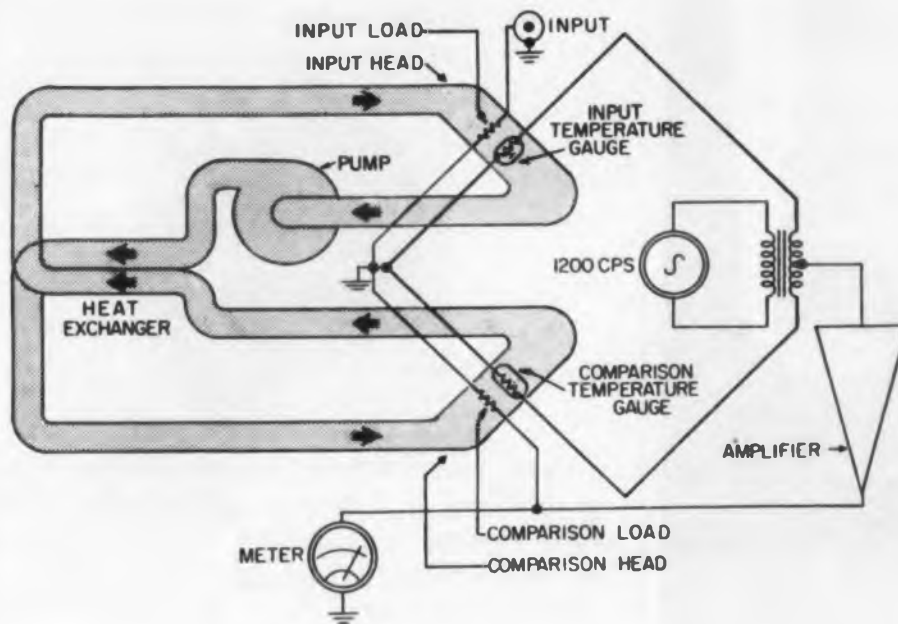 INPUT LOAD
INPUT
INPUT HEAD
INPUT
TEMPERATURE
GAUGE
PUMP
1200 CPS
HEAT
EXCHANGER
COMPARISON
TEMPERATURE
GAUGE
AMPLIFIER
COMPARISON LOAD
METER
COMPARISON HEAD